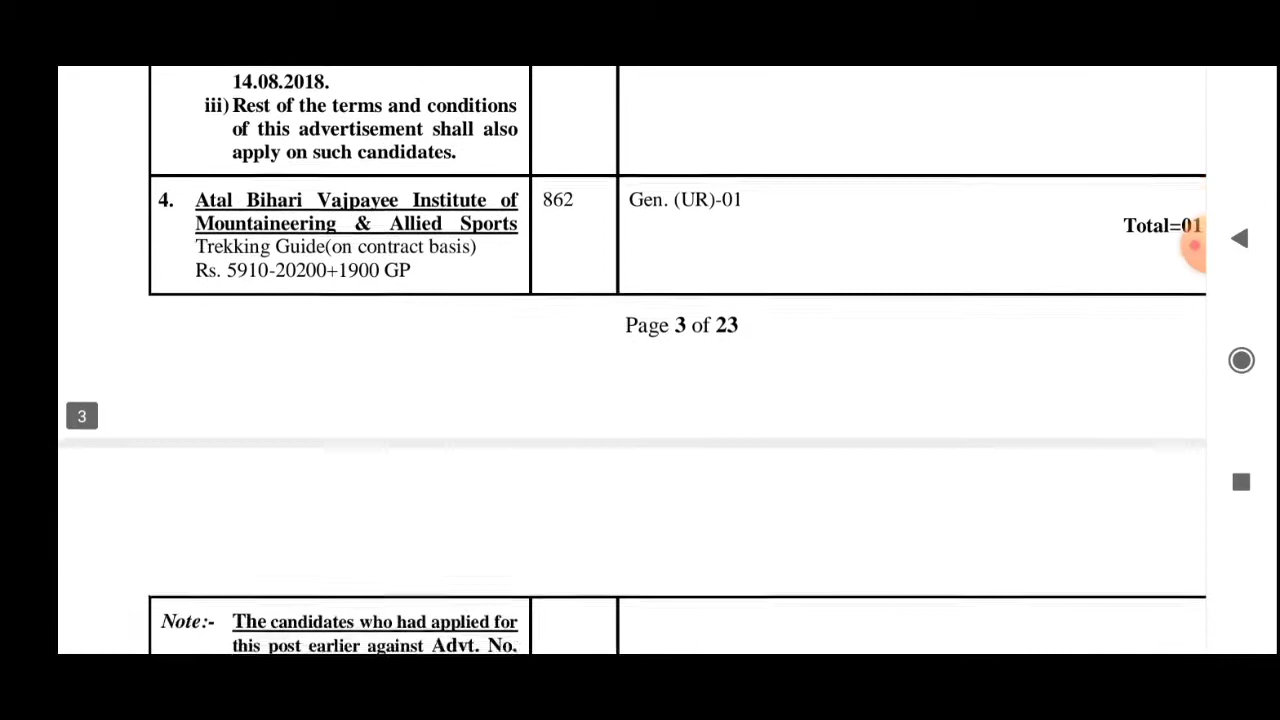 14.08.2018.
iii) Rest of the terms and conditions
of this advertisement shall also
apply on such candidates.
4. Atal Bihari Vajpayee Institute of
Mountaineering & Allied Sports
Trekking Guide(on contract basis)
Rs. 5910-20200+1900 GP
862
Gen. (UR)-01
Total=01
Page 3 of 23
3
Note:- The candidates who had applied for
this post earlier against Advt. No.